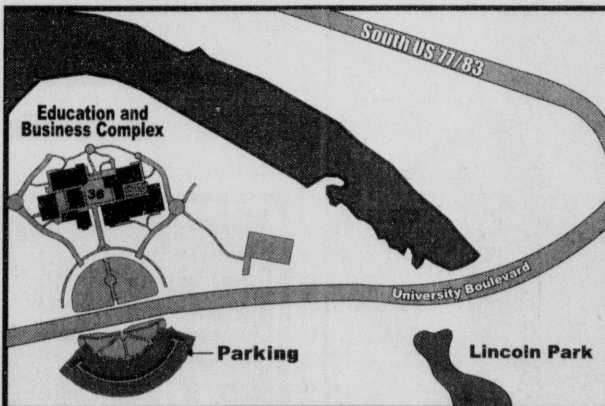 South US 77/83
Education and
Business Complex
36
University Boulevard
Parking
Lincoln Park